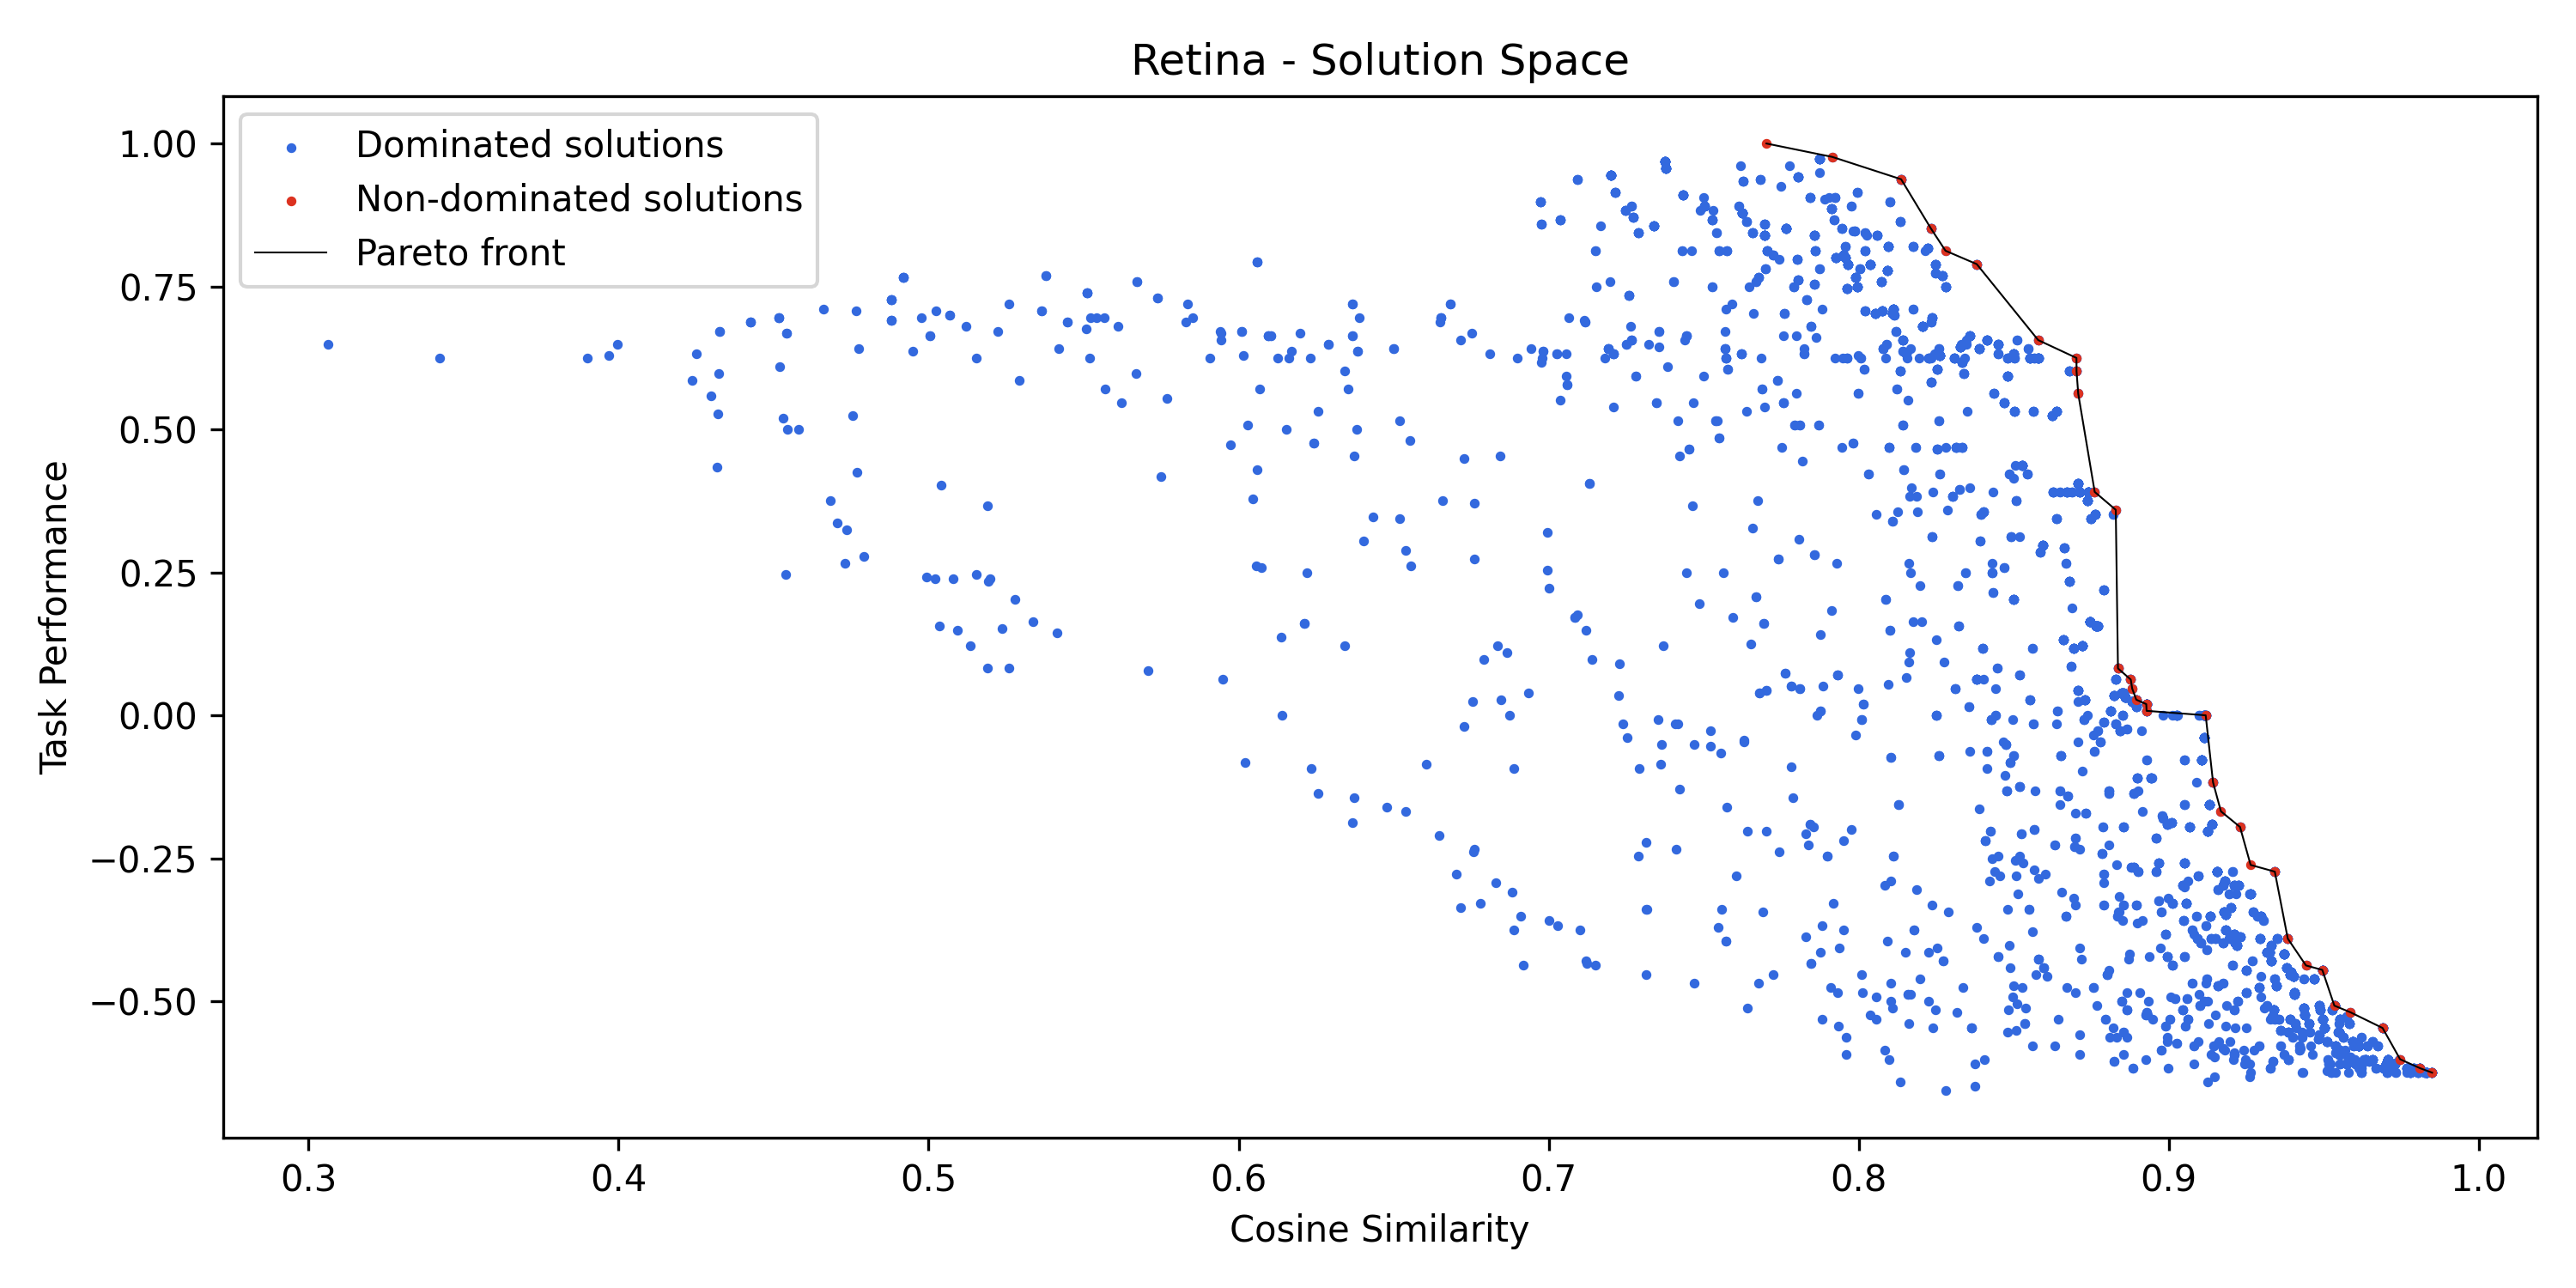 Retina - Solution Space
Dominated solutions
Non-dominated solutions
Pareto front
Task Performance
1.00
0.75
0.50
0.25
0.00
−0.25
−0.50
0.3 0.4 0.5 0.6 0.7 0.8 0.9 1.0
Cosine Similarity